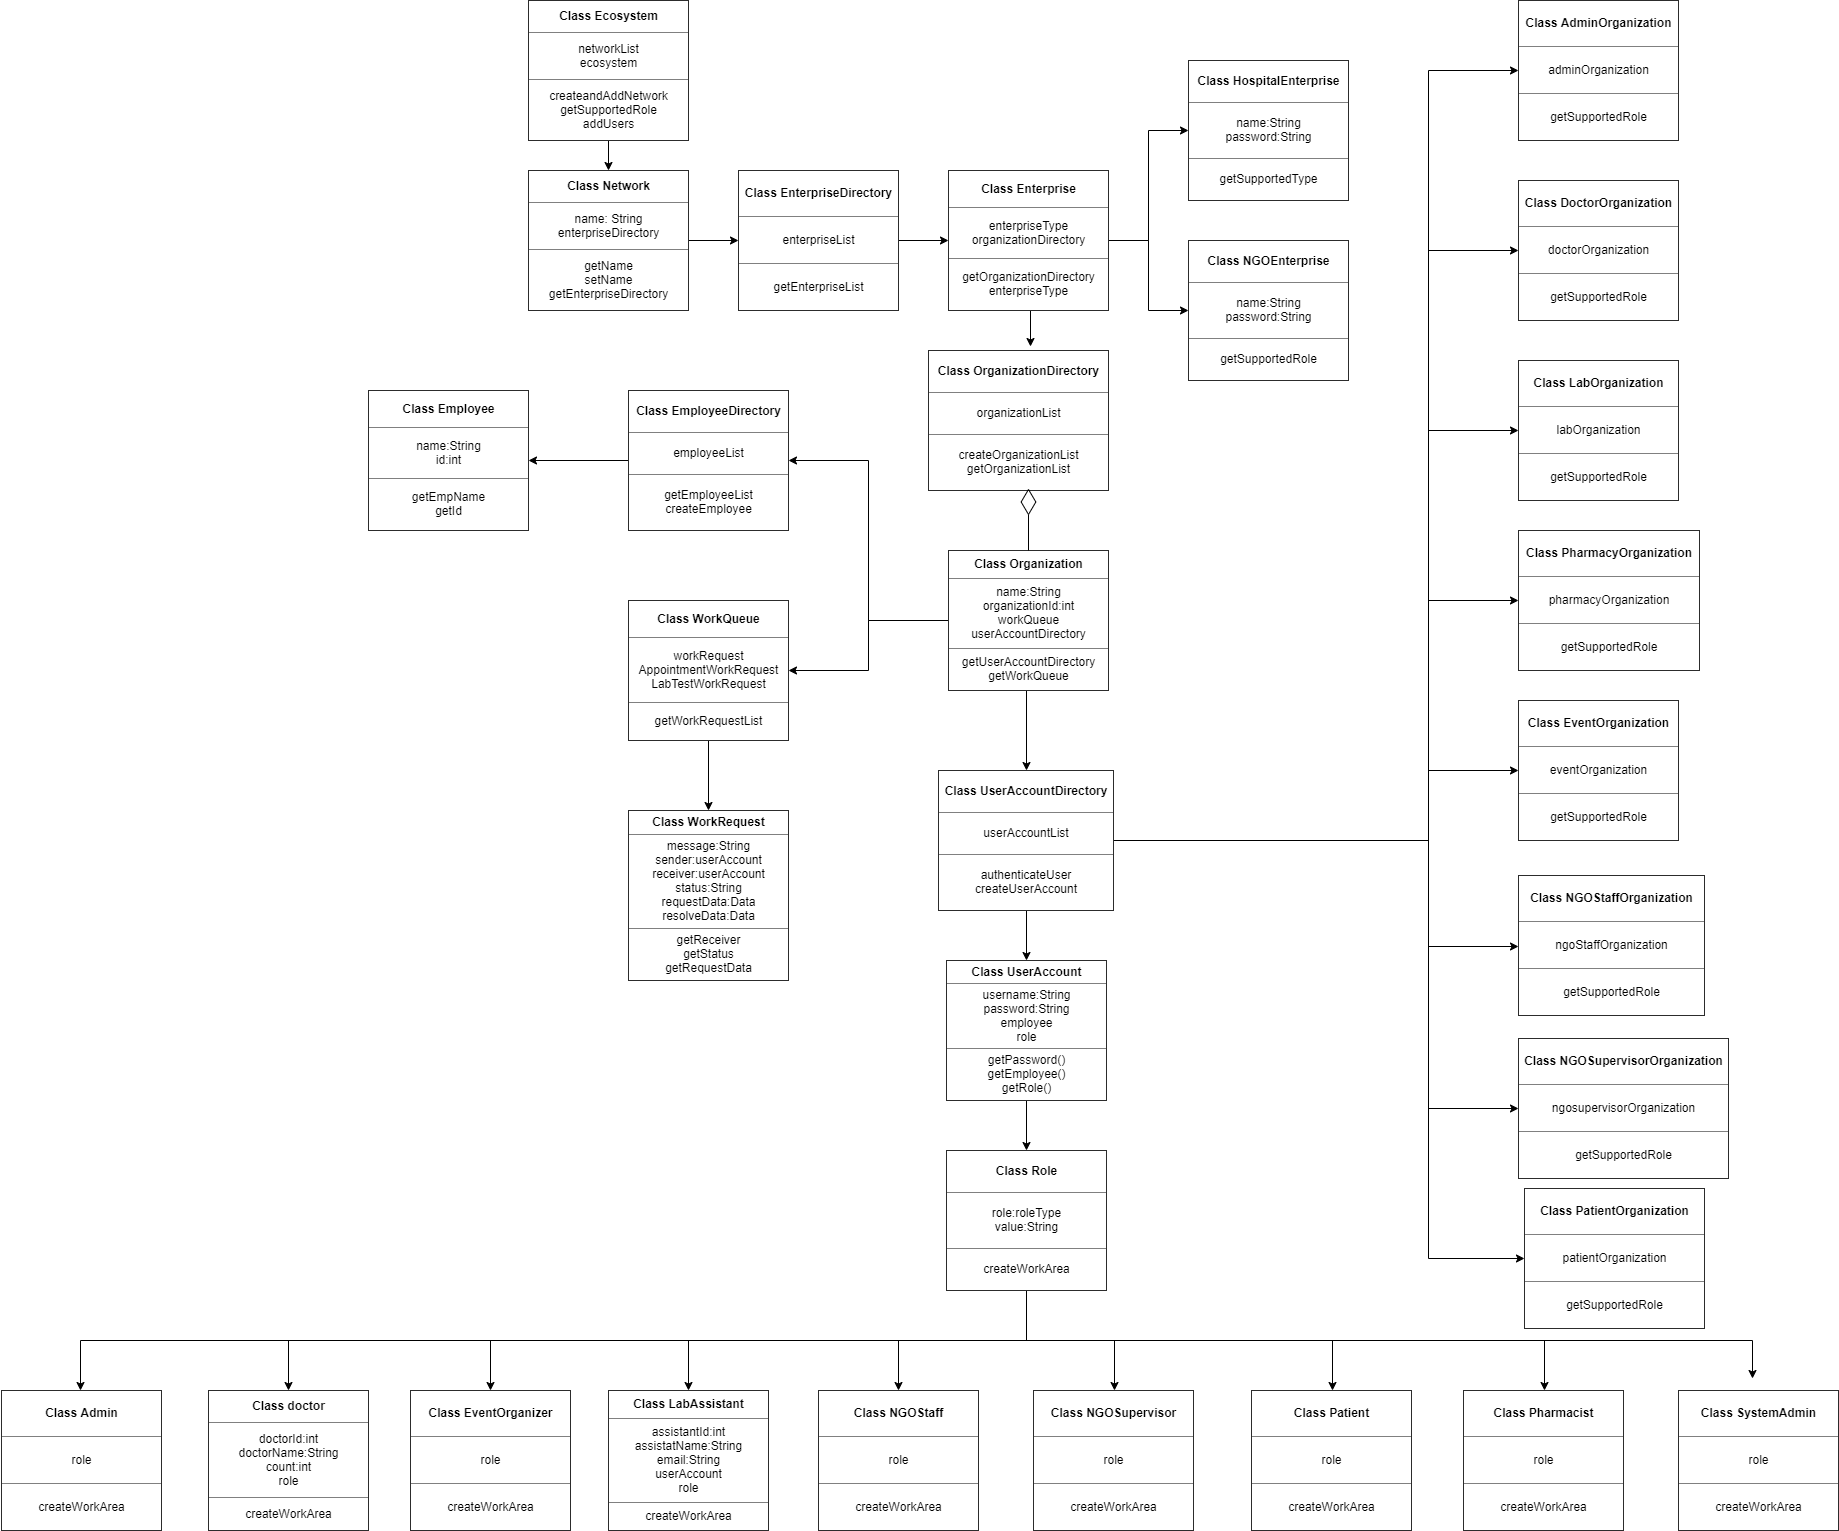 Class Ecosystem
networkList
ecosystem
createandAddNetwork
getSupportedRole
addUsers
Class Network
name: String
enterpriseDirectory
getName
setName
getEnterpriseDirectory
Class EnterpriseDirectory
enterpriseList
getEnterpriseList
Class Enterprise
enterpriseType
organizationDirectory
getOrganizationDirectory
enterpriseType
Class HospitalEnterprise
name:String
password:String
getSupportedType
Class NGOEnterprise
name:String
password:String
getSupportedRole
Class OrganizationDirectory
organizationList
createOrganizationList
getOrganizationList
Class Employee
name:String
id:int
getEmpName
getId
Class EmployeeDirectory
employeeList
getEmployeeList
createEmployee
Class Organization
name:String
organizationId:int
workQueue
userAccountDirectory
getUserAccountDirectory
getWorkQueue
Class WorkQueue
workRequest
AppointmentWorkRequest
LabTestWorkRequest
getWorkRequestList
Class WorkRequest
message:String
sender:userAccount
receiver:userAccount
status:String
requestData:Data
resolveData:Data
getReceiver
getStatus
getRequestData
Class UserAccountDirectory
userAccountList
authenticateUser
createUserAccount
Class UserAccount
username:String
password:String
employee
role
getPassword()
getEmployee()
getRole()
Class Role
role:roleType
value:String
createWorkArea
Class AdminOrganization
adminOrganization
getSupportedRole
Class DoctorOrganization
doctorOrganization
getSupportedRole
Class LabOrganization
labOrganization
getSupportedRole
Class PharmacyOrganization
pharmacyOrganization
getSupportedRole
Class EventOrganization
eventOrganization
getSupportedRole
Class NGOStaffOrganization
ngoStaffOrganization
getSupportedRole
Class NGOSupervisorOrganization
ngosupervisorOrganization
getSupportedRole
Class PatientOrganization
patientOrganization
getSupportedRole
Class Admin
role
createWorkArea
Class doctor
doctorId:int
doctorName:String
count:int
role
createWorkArea
Class EventOrganizer
role
createWorkArea
Class LabAssistant
assistantId:int
assistatName:String
email:String
userAccount
role
createWorkArea
Class NGOStaff
role
createWorkArea
Class NGOSupervisor
role
createWorkArea
Class Patient
role
createWorkArea
Class Pharmacist
role
createWorkArea
Class SystemAdmin
role
createWorkArea